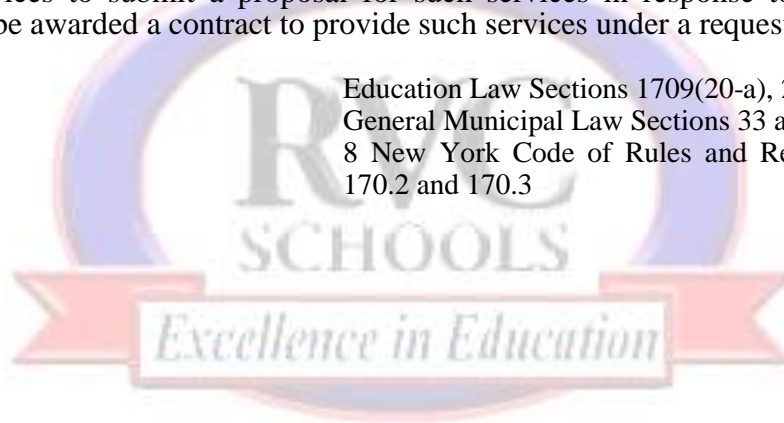 vices to submit a proposal for such services in response to
be awarded a contract to provide such services under a request
Education Law Sections 1709(20-a),
General Municipal Law Sections 33
8 New York Code of Rules and
170.2 and 170.3
RVC
SCHOOLS
Excellence in Education